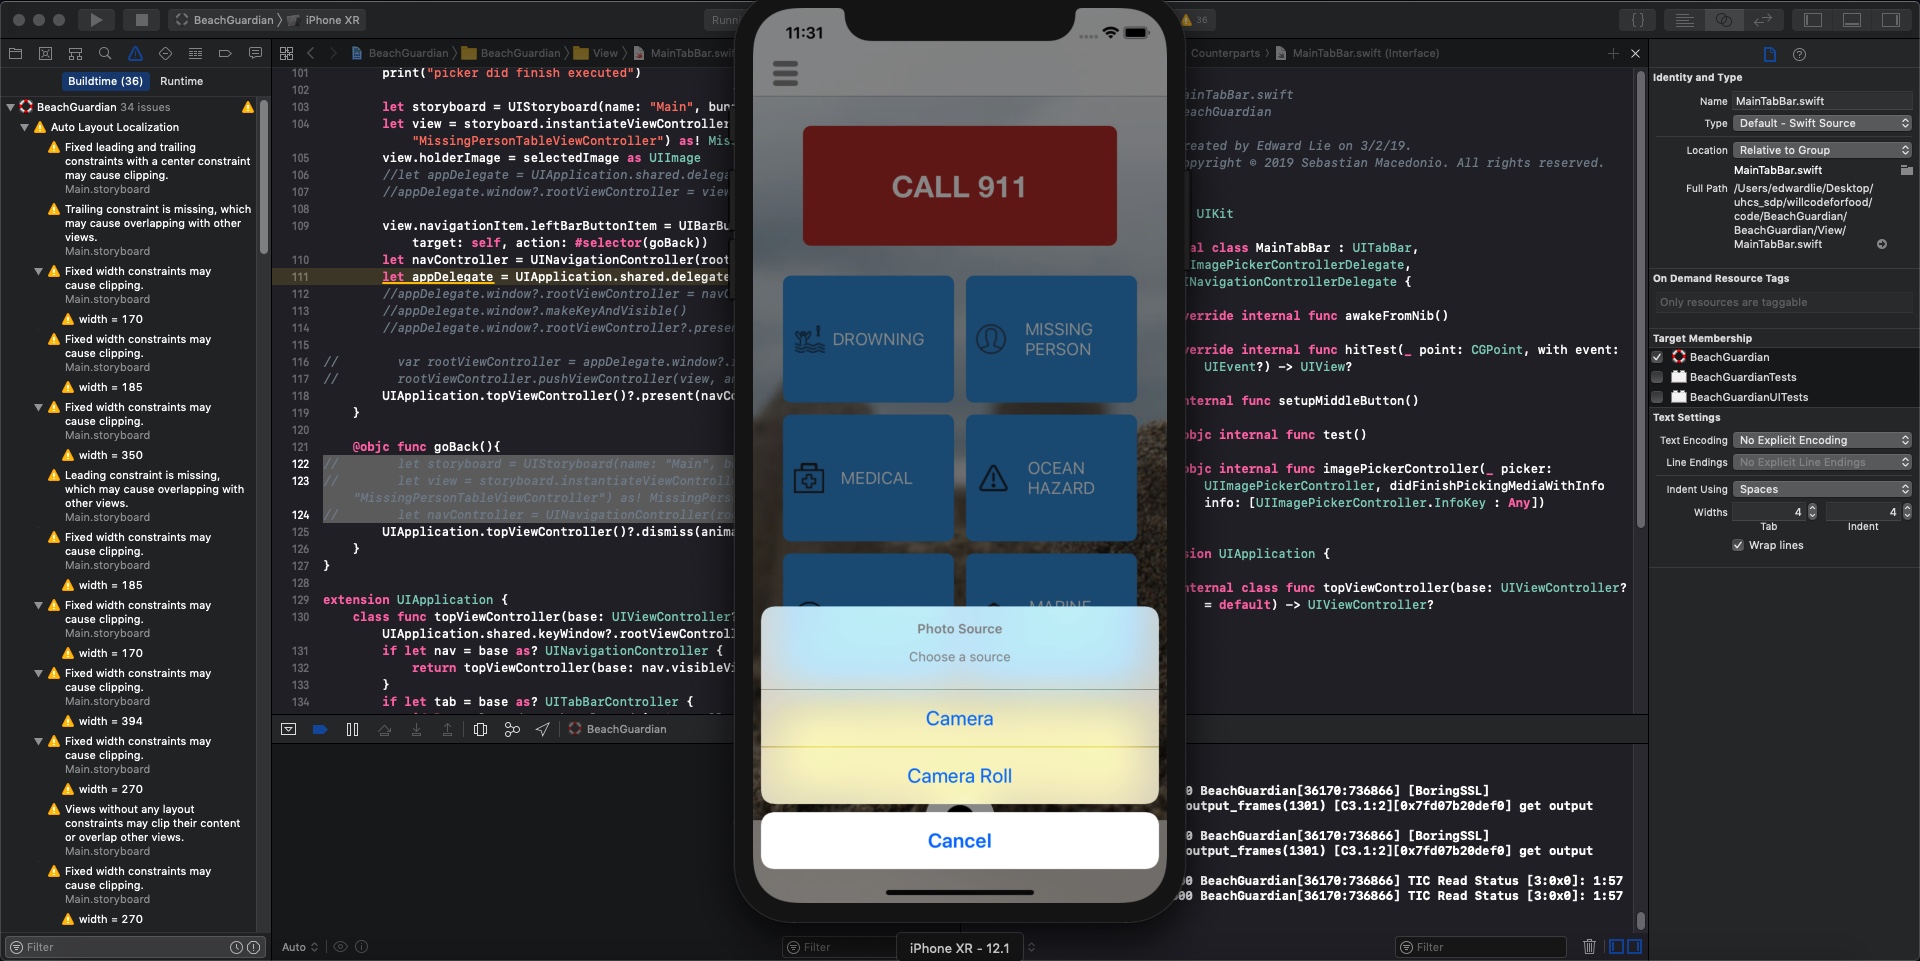 BeachGuardian
iPhone XR
Runni
36
Buildtime (36)
Runtime
BeachGuardian 34 issues
Auto Layout Localization
Fixed leading and trailing
constraints with a center constraint
may cause clipping.
Main.storyboard
Trailing constraint is missing, which
may cause overlapping with other
views.
Main.storyboard
Fixed width constraints may
cause clipping.
Main.storyboard
width = 170
Fixed width constraints may
cause clipping.
Main.storyboard
width = 185
Fixed width constraints may
cause clipping.
Main.storyboard
width = 350
Leading constraint is missing,
which may cause overlapping with
other views.
Main.storyboard
Fixed width constraints may
cause clipping.
Main.storyboard
width = 185
Fixed width constraints may
cause clipping.
Main.storyboard
width = 170
Fixed width constraints may
cause clipping.
Main.storyboard
width = 394
Fixed width constraints may
cause clipping.
Main.storyboard
width = 270
Views without any layout
constraints may clip their content
or overlap other views.
Main.storyboard
Fixed width constraints may
cause clipping.
Main.storyboard
width = 270
Filter
BeachGuardian BeachGuardian View MainTabBar.swif
101 print("picker did finish executed")
102
103 let storyboard = UIStoryboard(name: "Main", bun
104 let view = storyboard.instantiateViewController
"MissingPersonTableViewController") as! Mis
105 view.holderImage = selectedImage as UIImage
106 //let appDelegate = UIApplication.shared.delega
107 //appDelegate.window?.rootViewController = view
108
109 view.navigationItem.leftBarButtonItem = UIBarBu
target: self, action: #selector(goBack))
110 let navController = UINavigationController(root
111 let appDelegate = UIApplication.shared.delegate
112 //appDelegate.window?.rootViewController = navC
113 //appDelegate.window?.makeKeyAndVisible()
114 //appDelegate.window?.rootViewController?.prese
115
116 // var rootViewController = appDelegate.window?.r
117 // rootViewController.pushViewController(view, an
118 UIApplication.topViewController()?.present(navCo
119 }
120
121 @objc func goBack(){
122 // let storyboard = UIStoryboard(name: "Main", bu
123 // let view = storyboard.instantiateViewControlle
"MissingPersonTableViewController") as! MissingPers
124 // let navController = UINavigationController(roo
125 UIApplication.topViewController()?.dismiss(anima
126 }
127 }
128
129 extension UIApplication {
130 class func topViewController(base: UIViewController?
UIApplication.shared.keyWindow?.rootViewControll
131 if let nav = base as? UINavigationController {
132 return topViewController(base: nav.visibleVi
133 }
134 if let tab = base as? UITabBarController {
BeachGuardian
Auto
Filter
11:31
CALL 911
DROWNING
MISSING
PERSON
MEDICAL
OCEAN
HAZARD
MARINE
Photo Source
Choose a source
Camera
Camera Roll
Cancel
iPhone XR - 12.1
Counterparts MainTabBar.swift (Interface)
ainTabBar.swift
eachGuardian
reated by Edward Lie on 3/2/19.
opyright © 2019 Sebastian Macedonio. All rights reserved.
UIKit
al class MainTabBar : UITabBar,
ImagePickerControllerDelegate,
INavigationControllerDelegate {
verride internal func awakeFromNib()
verride internal func hitTest(_ point: CGPoint, with event:
UIEvent?) -> UIView?
nternal func setupMiddleButton()
objc internal func test()
objc internal func imagePickerController(_ picker:
UIImagePickerController, didFinishPickingMediaWithInfo
info: [UIImagePickerController.InfoKey : Any])
sion UIApplication {
nternal class func topViewController(base: UIViewController?
= default) -> UIViewController?
0 BeachGuardian[36170:736866] [BoringSSL]
output_frames(1301) [C3.1:2][0x7fd07b20def0] get output
0 BeachGuardian[36170:736866] [BoringSSL]
output_frames(1301) [C3.1:2][0x7fd07b20def0] get output
00 BeachGuardian[36170:736866] TIC Read Status [3:0x0]: 1:57
00 BeachGuardian[36170:736866] TIC Read Status [3:0x0]: 1:57
Filter
Identity and Type
Name MainTabBar.swift
Type Default - Swift Source
Location Relative to Group
MainTabBar.swift
Full Path /Users/edwardlie/Desktop/
uhcs_sdp/willcodeforfood/
code/BeachGuardian/
BeachGuardian/View/
MainTabBar.swift
On Demand Resource Tags
Only resources are taggable
Target Membership
BeachGuardian
BeachGuardianTests
BeachGuardianUITests
Text Settings
Text Encoding No Explicit Encoding
Line Endings No Explicit Line Endings
Indent Using Spaces
Widths 4 4
Tab Indent
Wrap lines